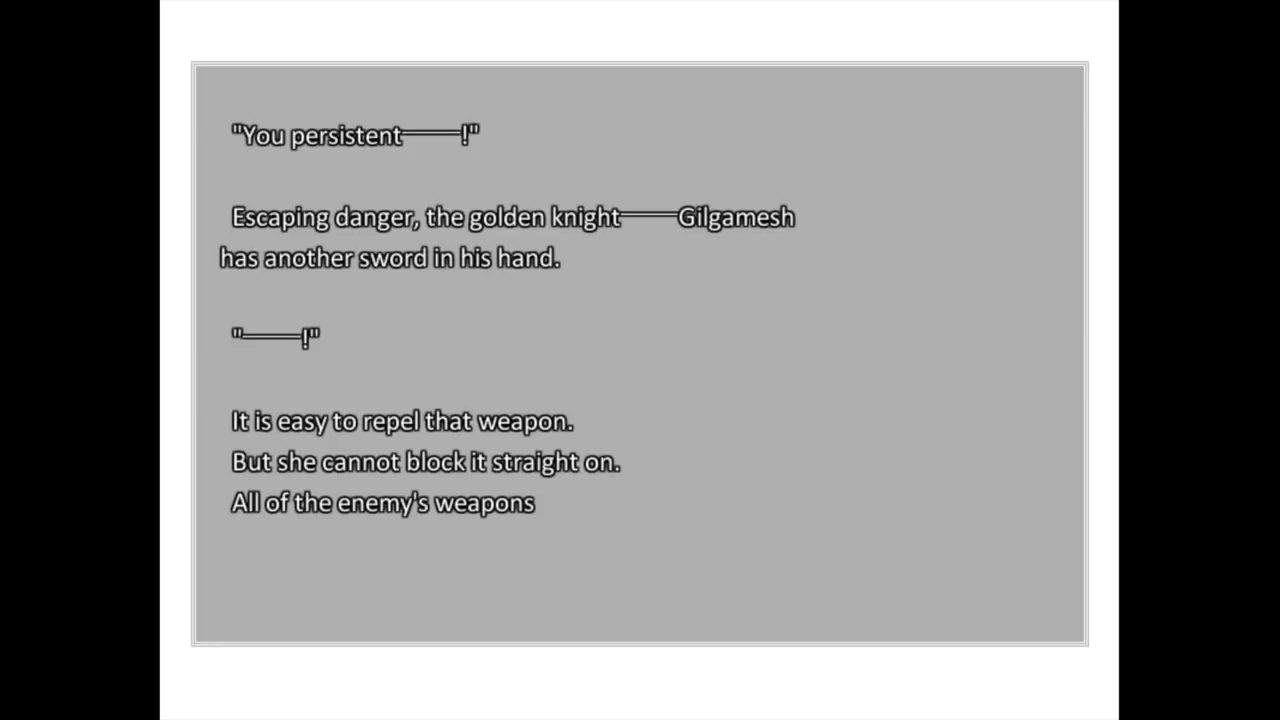 "You persistent———!"
Escaping danger, the golden knight———Gilgamesh
has another sword in his hand.
"———!"
It is easy to repel that weapon.
But she cannot block it straight on.
All of the enemy's weapons